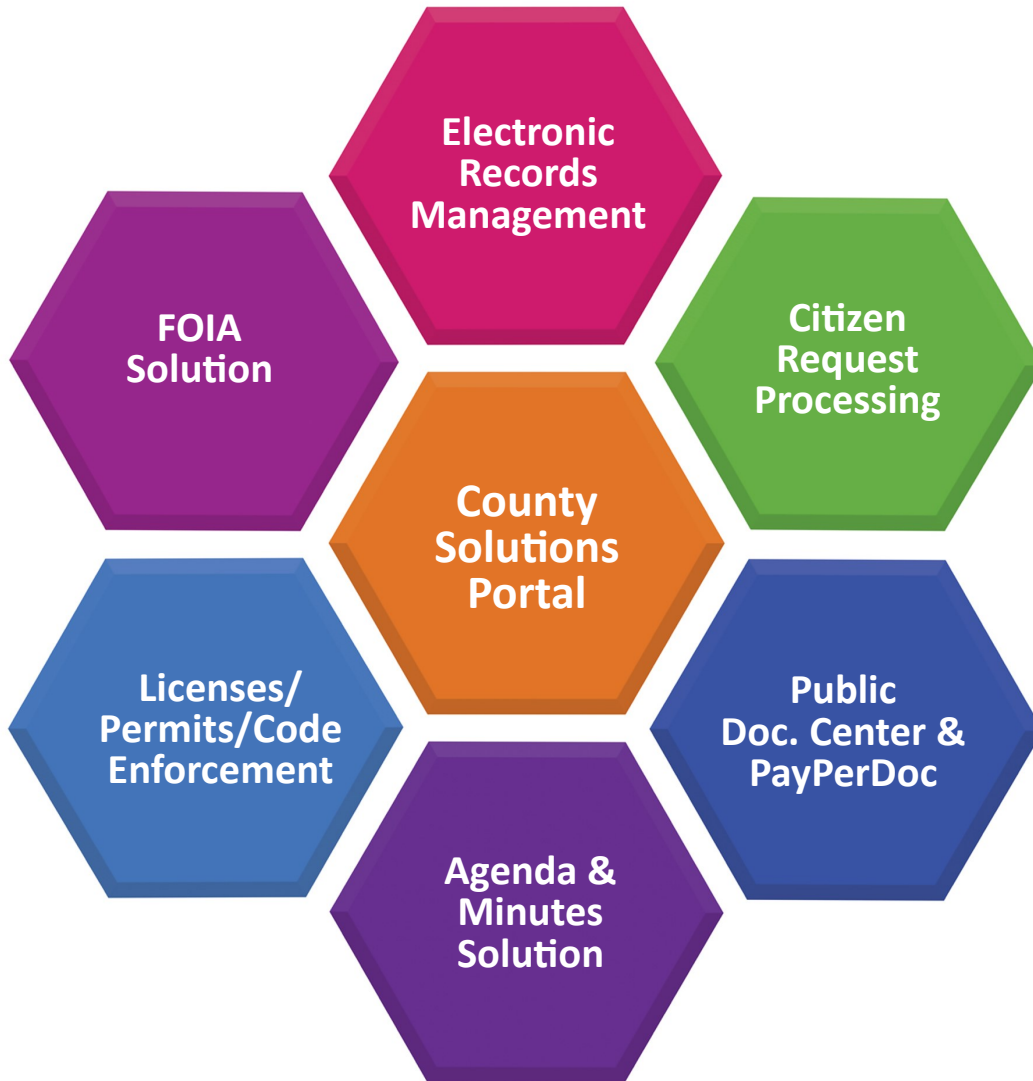 Electronic
Records
Management
FOIA
Solution
Citizen
Request
Processing
County
Solutions
Portal
Licenses/
Permits/Code
Enforcement
Public
Doc. Center &
PayPerDoc
Agenda &
Minutes
Solution